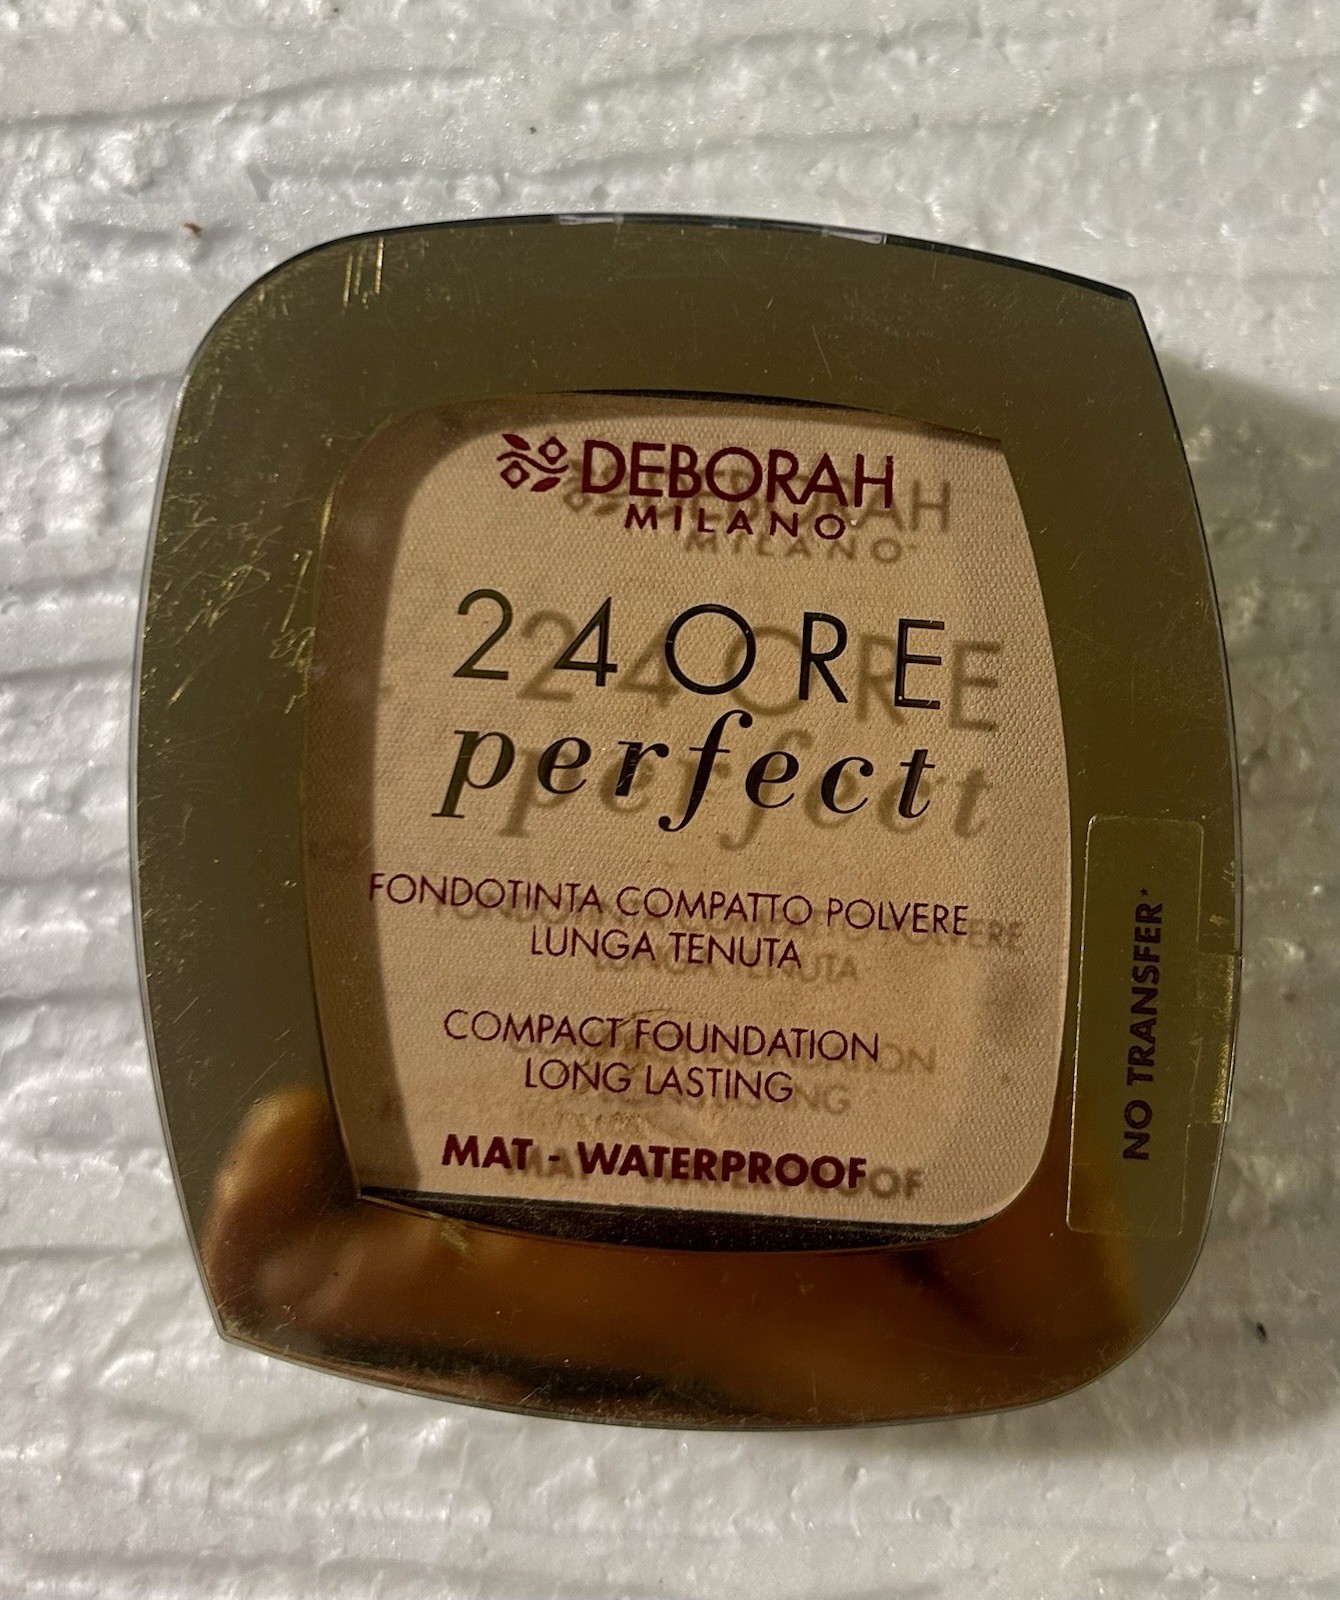 DEBORAH
MILANO
24ORE
perfect
FONDOTINTA COMPATTO POLVERE
LUNGA TENUTA
COMPACT FOUNDATION
LONG LASTING
MAT - WATERPROOF
NO TRANSFER*